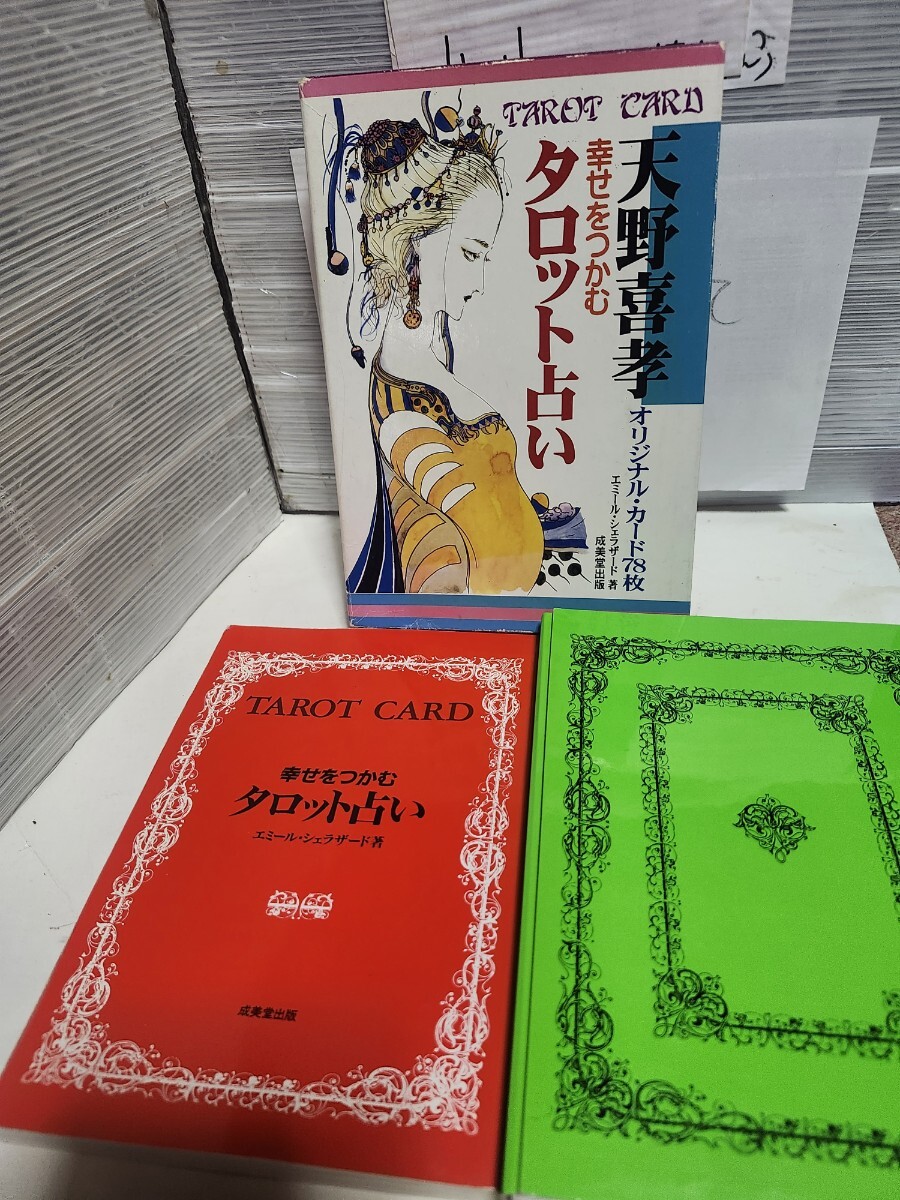 TAROT CARD
天野喜孝
オリジナル・カード78枚
幸せをつかむ
タロット占い
エミール・シェラザード 著
成美堂出版
TAROT CARD
幸せをつかむ
タロット占い
エミール・シェラザード著
成美堂出版